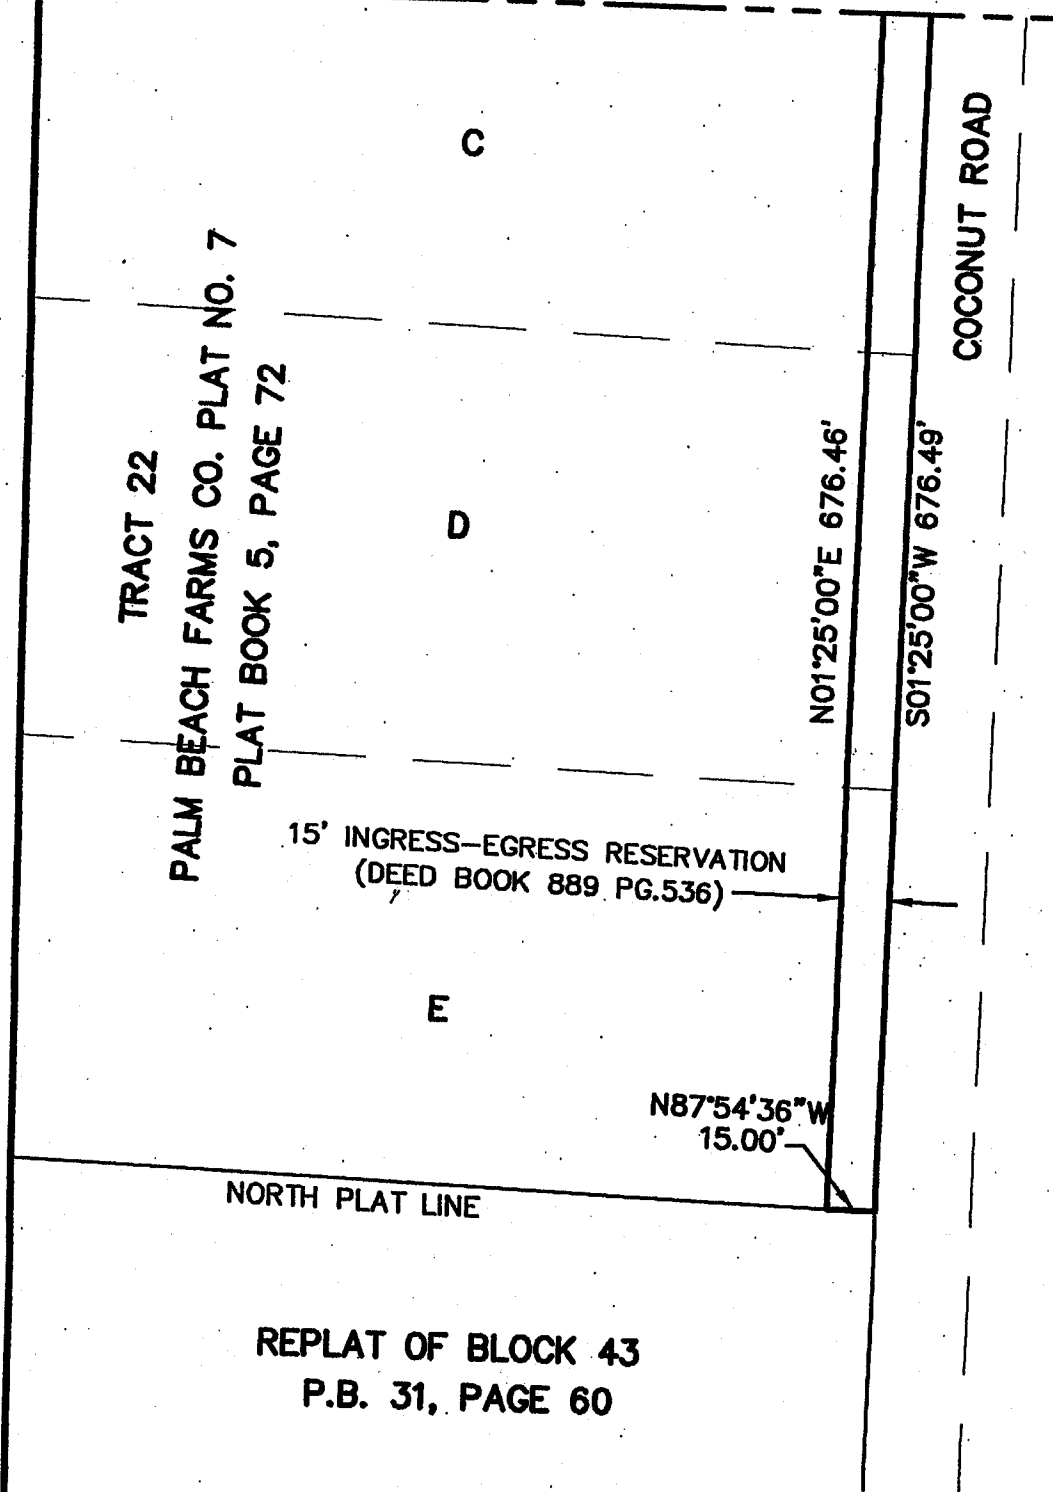 C
COCONUT ROAD
TRACT 22
PALM BEACH FARMS CO. PLAT NO. 7
PLAT BOOK 5, PAGE 72
D
N01°25'00"E 676.46'
S01°25'00"W 676.49'
15' INGRESS-EGRESS RESERVATION
(DEED BOOK 889 PG.536)
E
N87°54'36"W
15.00'
NORTH PLAT LINE
REPLAT OF BLOCK 43
P.B. 31, PAGE 60